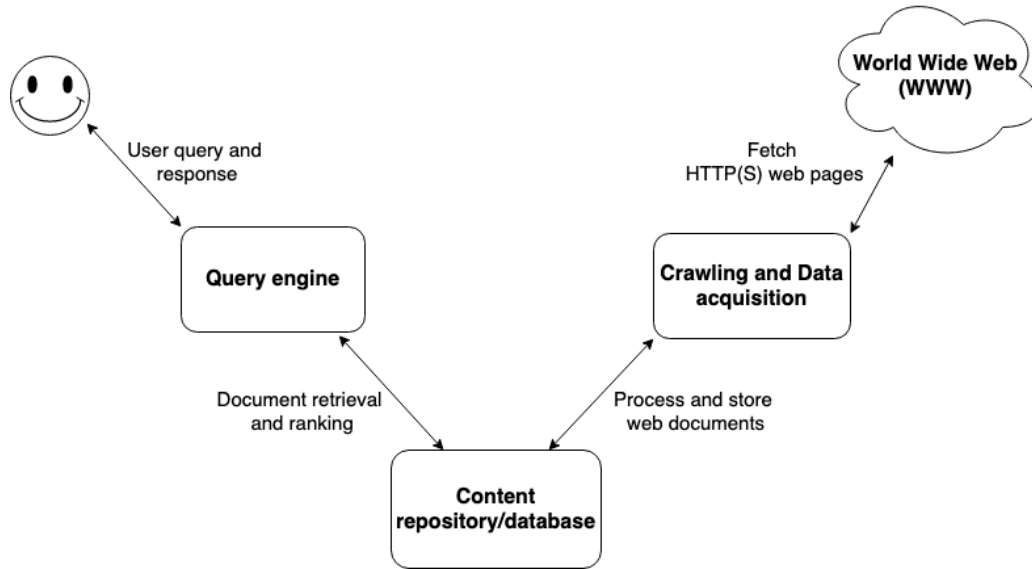 World Wide Web
(WWW)
User query and
response
Fetch
HTTP(S) web pages
Query engine
Crawling and Data
acquisition
Document retrieval
and ranking
Process and store
web documents
Content
repository/database